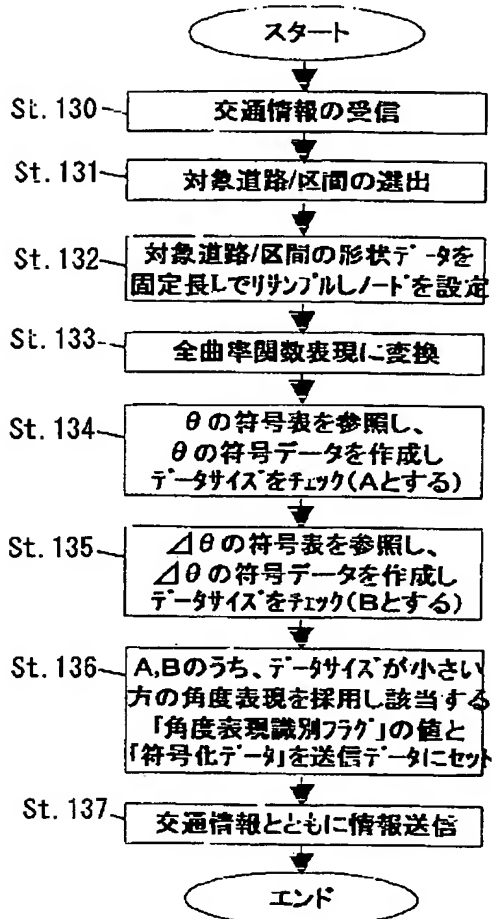 スタート
St. 130
交通情報の受信
St. 131
対象道路/区間の選出
St. 132
対象道路/区間の形状データを
固定長LでリサンプルしノードPを設定
St. 133
全曲率関数表現に変換
St. 134
θの符号表を参照し、
θの符号データを作成し
データサイズをチェック(Aとする)
St. 135
⊿θの符号表を参照し、
⊿θの符号データを作成し
データサイズをチェック(Bとする)
St. 136
A,Bのうち、データサイズが小さい
方の角度表現を採用し該当する
「角度表現識別フラグ」の値と
「符号化データ」を送信データにセット
St. 137
交通情報とともに情報送信
エンド